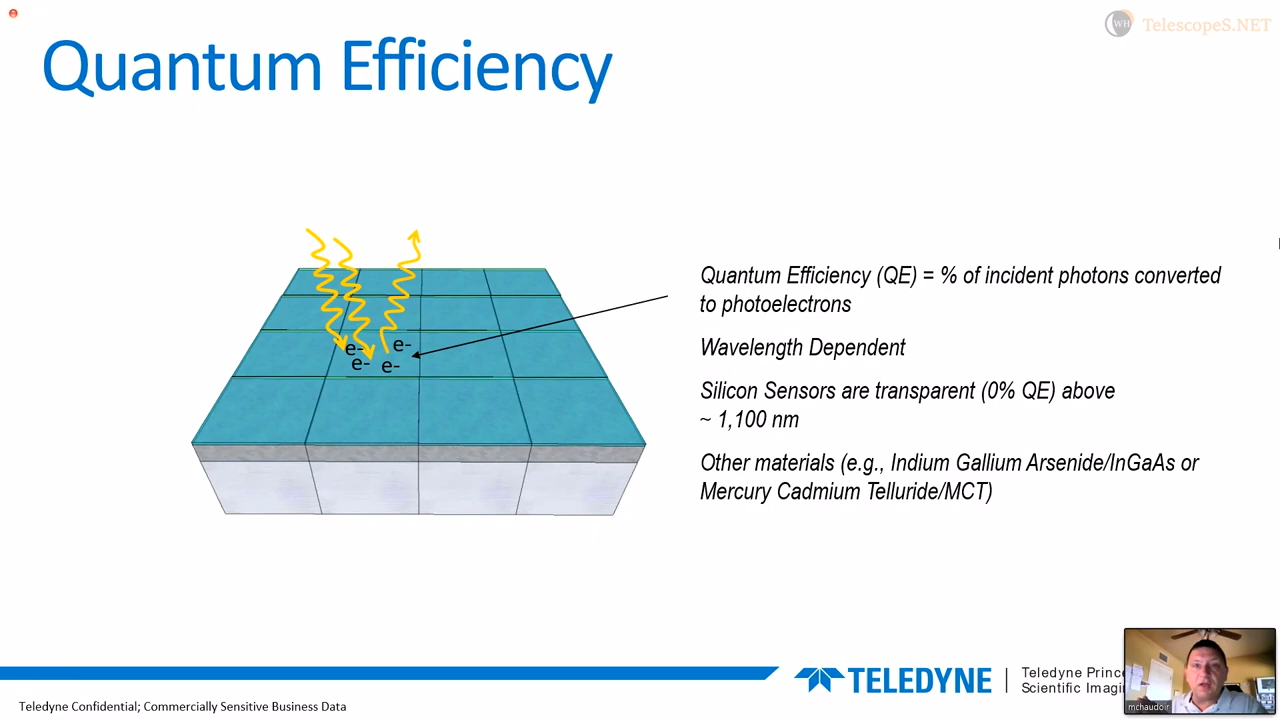 WH TelescopeS.NET
Quantum Efficiency
e- e-
e- e-
Quantum Efficiency (QE) = % of incident photons converted
to photoelectrons
Wavelength Dependent
Silicon Sensors are transparent (0% QE) above
~ 1,100 nm
Other materials (e.g., Indium Gallium Arsenide/InGaAs or
Mercury Cadmium Telluride/MCT)
TELEDYNE
Teledyne Princ
Scientific Imagi
mchaudoir
Teledyne Confidential; Commercially Sensitive Business Data